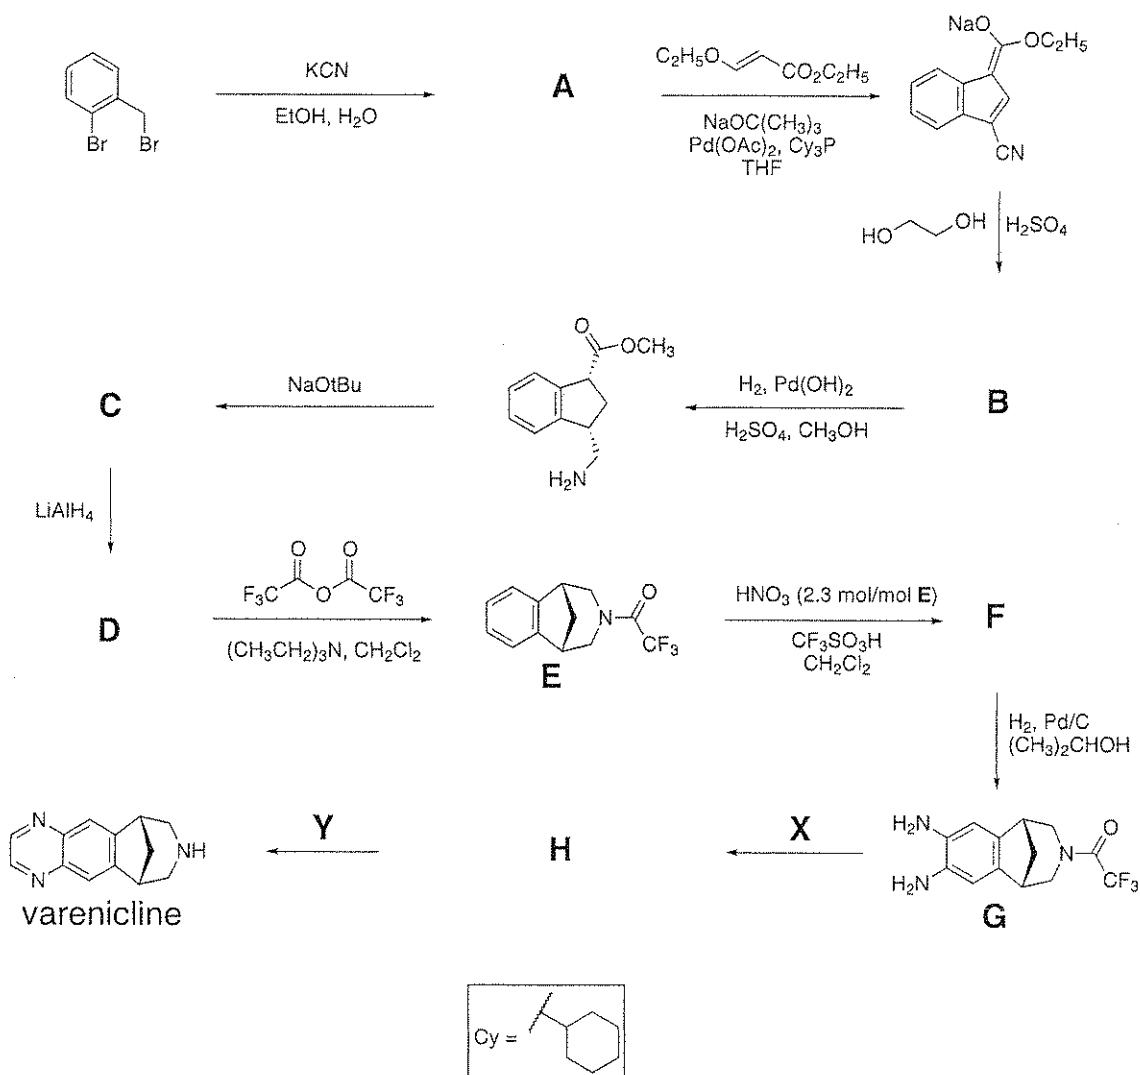 KCN
EtOH, H2O
Br
Br
A
C2H5O
CO2C2H5
NaOC(CH3)3
Pd(OAc)2, Cy3P
THF
NaO
OC2H5
CN
HO
OH
H2SO4
B
H2, Pd(OH)2
H2SO4, CH3OH
O
OCH3
H2N
NaOtBu
C
LiAlH4
D
O
O
F3C
O
CF3
(CH3CH2)3N, CH2Cl2
N
O
CF3
E
HNO3 (2.3 mol/mol E)
CF3SO3H
CH2Cl2
F
H2, Pd/C
(CH3)2CHOH
H2N
H2N
N
O
CF3
G
X
H
Y
N
N
NH
varenicline
Cy =